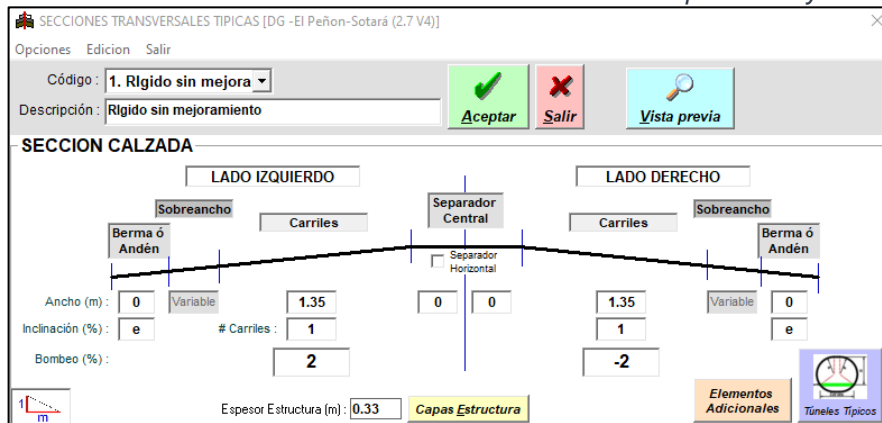 SECCIONES TRANSVERSALES TIPICAS [DG -El Peñon-Sotará (2.7 V4)]
Opciones Edicion Salir
Código : 1. RIgido sin mejora
Descripción : RIgido sin mejoramiento
Aceptar Salir Vista previa
SECCION CALZADA
LADO IZQUIERDO LADO DERECHO
Sobreancho Separador Central Sobreancho
Berma ó Andén Carriles Carriles Berma ó Andén
Separador Horizontal
Ancho (m) : 0 Variable 1.35 0 0 1.35 Variable 0
Inclinación (%) : e # Carriles : 1 1 e
Bombeo (%) : 2 -2
1 m
Espesor Estructura (m) : 0.33 Capas Estructura Elementos Adicionales Túneles Típicos